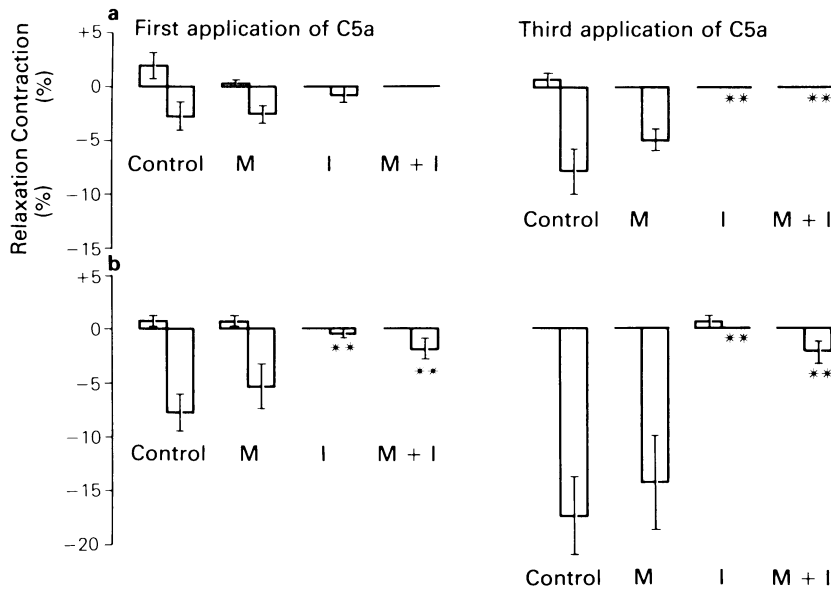 a
First application of C5a
Third application of C5a
Relaxation Contraction
(%)
(%)
+5
0
−5
−10
−15
Control M I M + I
** **
Control M I M + I
b
+5
0
−5
−10
−15
−20
** **
Control M I M + I
** **
Control M I M + I